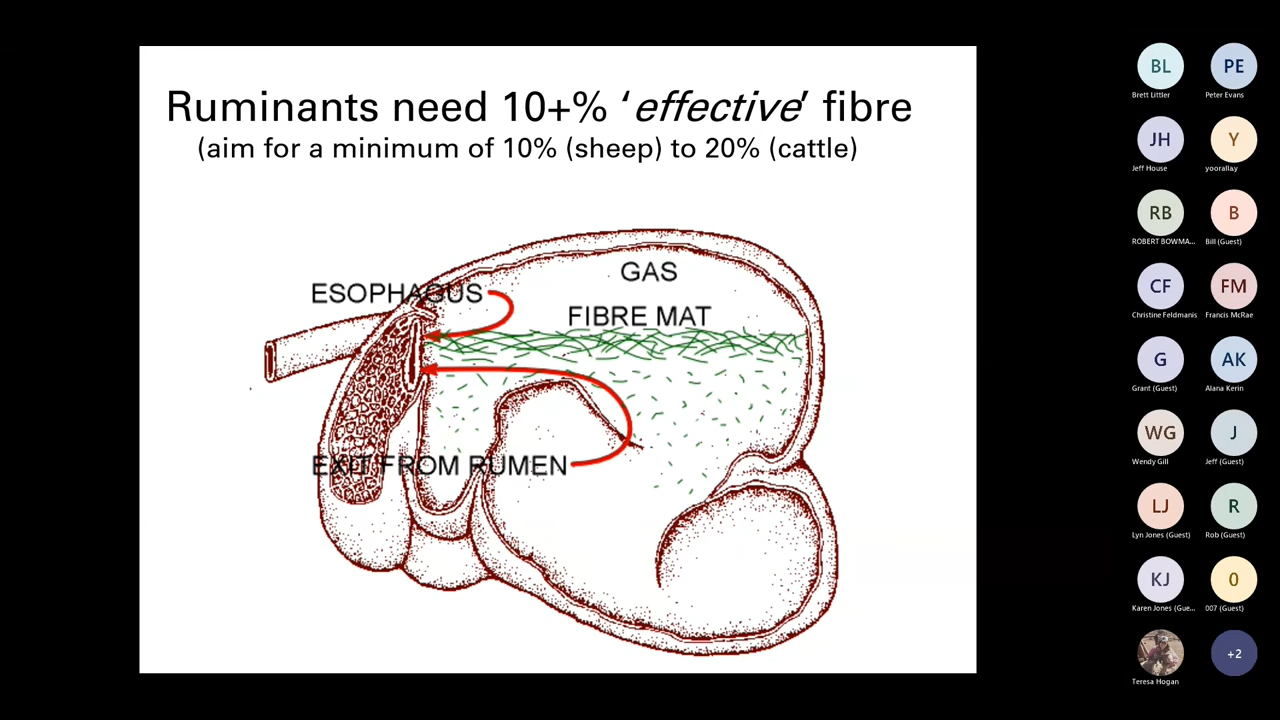 Ruminants need 10+% ‘effective’ fibre
(aim for a minimum of 10% (sheep) to 20% (cattle)
GAS
ESOPHAGUS
FIBRE MAT
EXIT FROM RUMEN
BL
Brett Littler
PE
Peter Evans
JH
Jeff House
Y
yoorallay
RB
ROBERT BOWMA...
B
Bill (Guest)
CF
Christine Feldmanis
FM
Francis McRae
G
Grant (Guest)
AK
Alana Kerin
WG
Wendy Gill
J
Jeff (Guest)
LJ
Lyn Jones (Guest)
R
Rob (Guest)
KJ
Karen Jones (Gue...
0
007 (Guest)
Teresa Hogan
+2